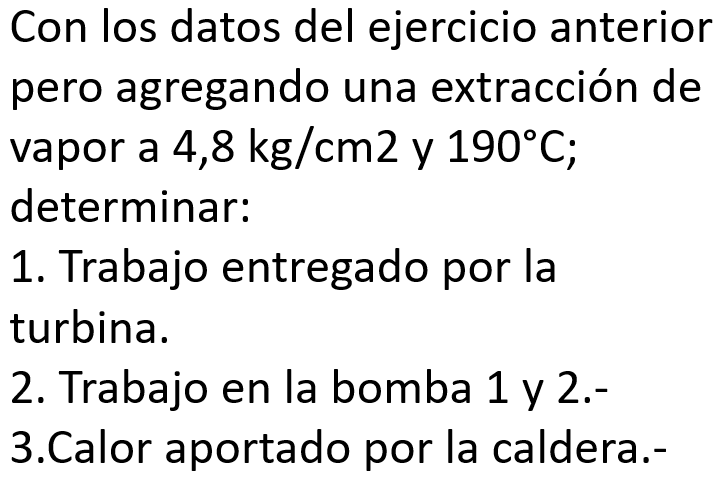 Con los datos del ejercicio anterior
pero agregando una extracción de
vapor a 4,8 kg/cm2 y 190°C;
determinar:
1. Trabajo entregado por la
turbina.
2. Trabajo en la bomba 1 y 2.-
3.Calor aportado por la caldera.-